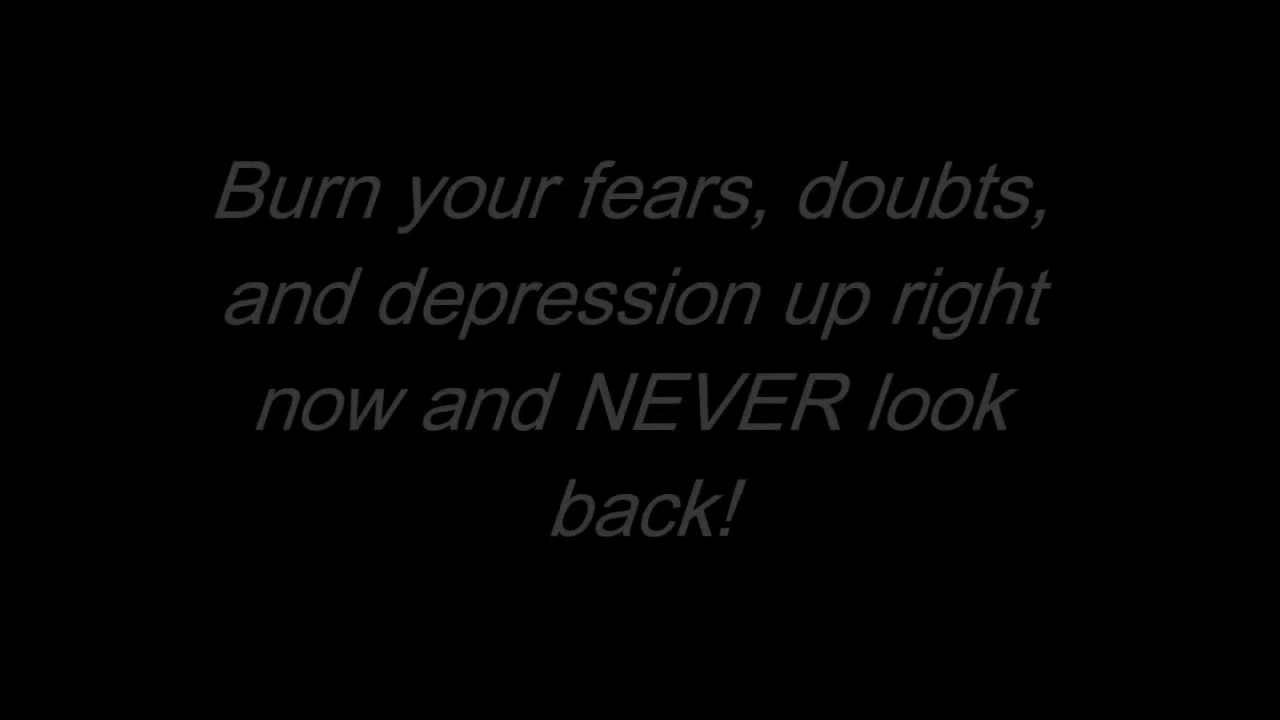 Burn your fears, doubts,
and depression up right
now and NEVER look
back!